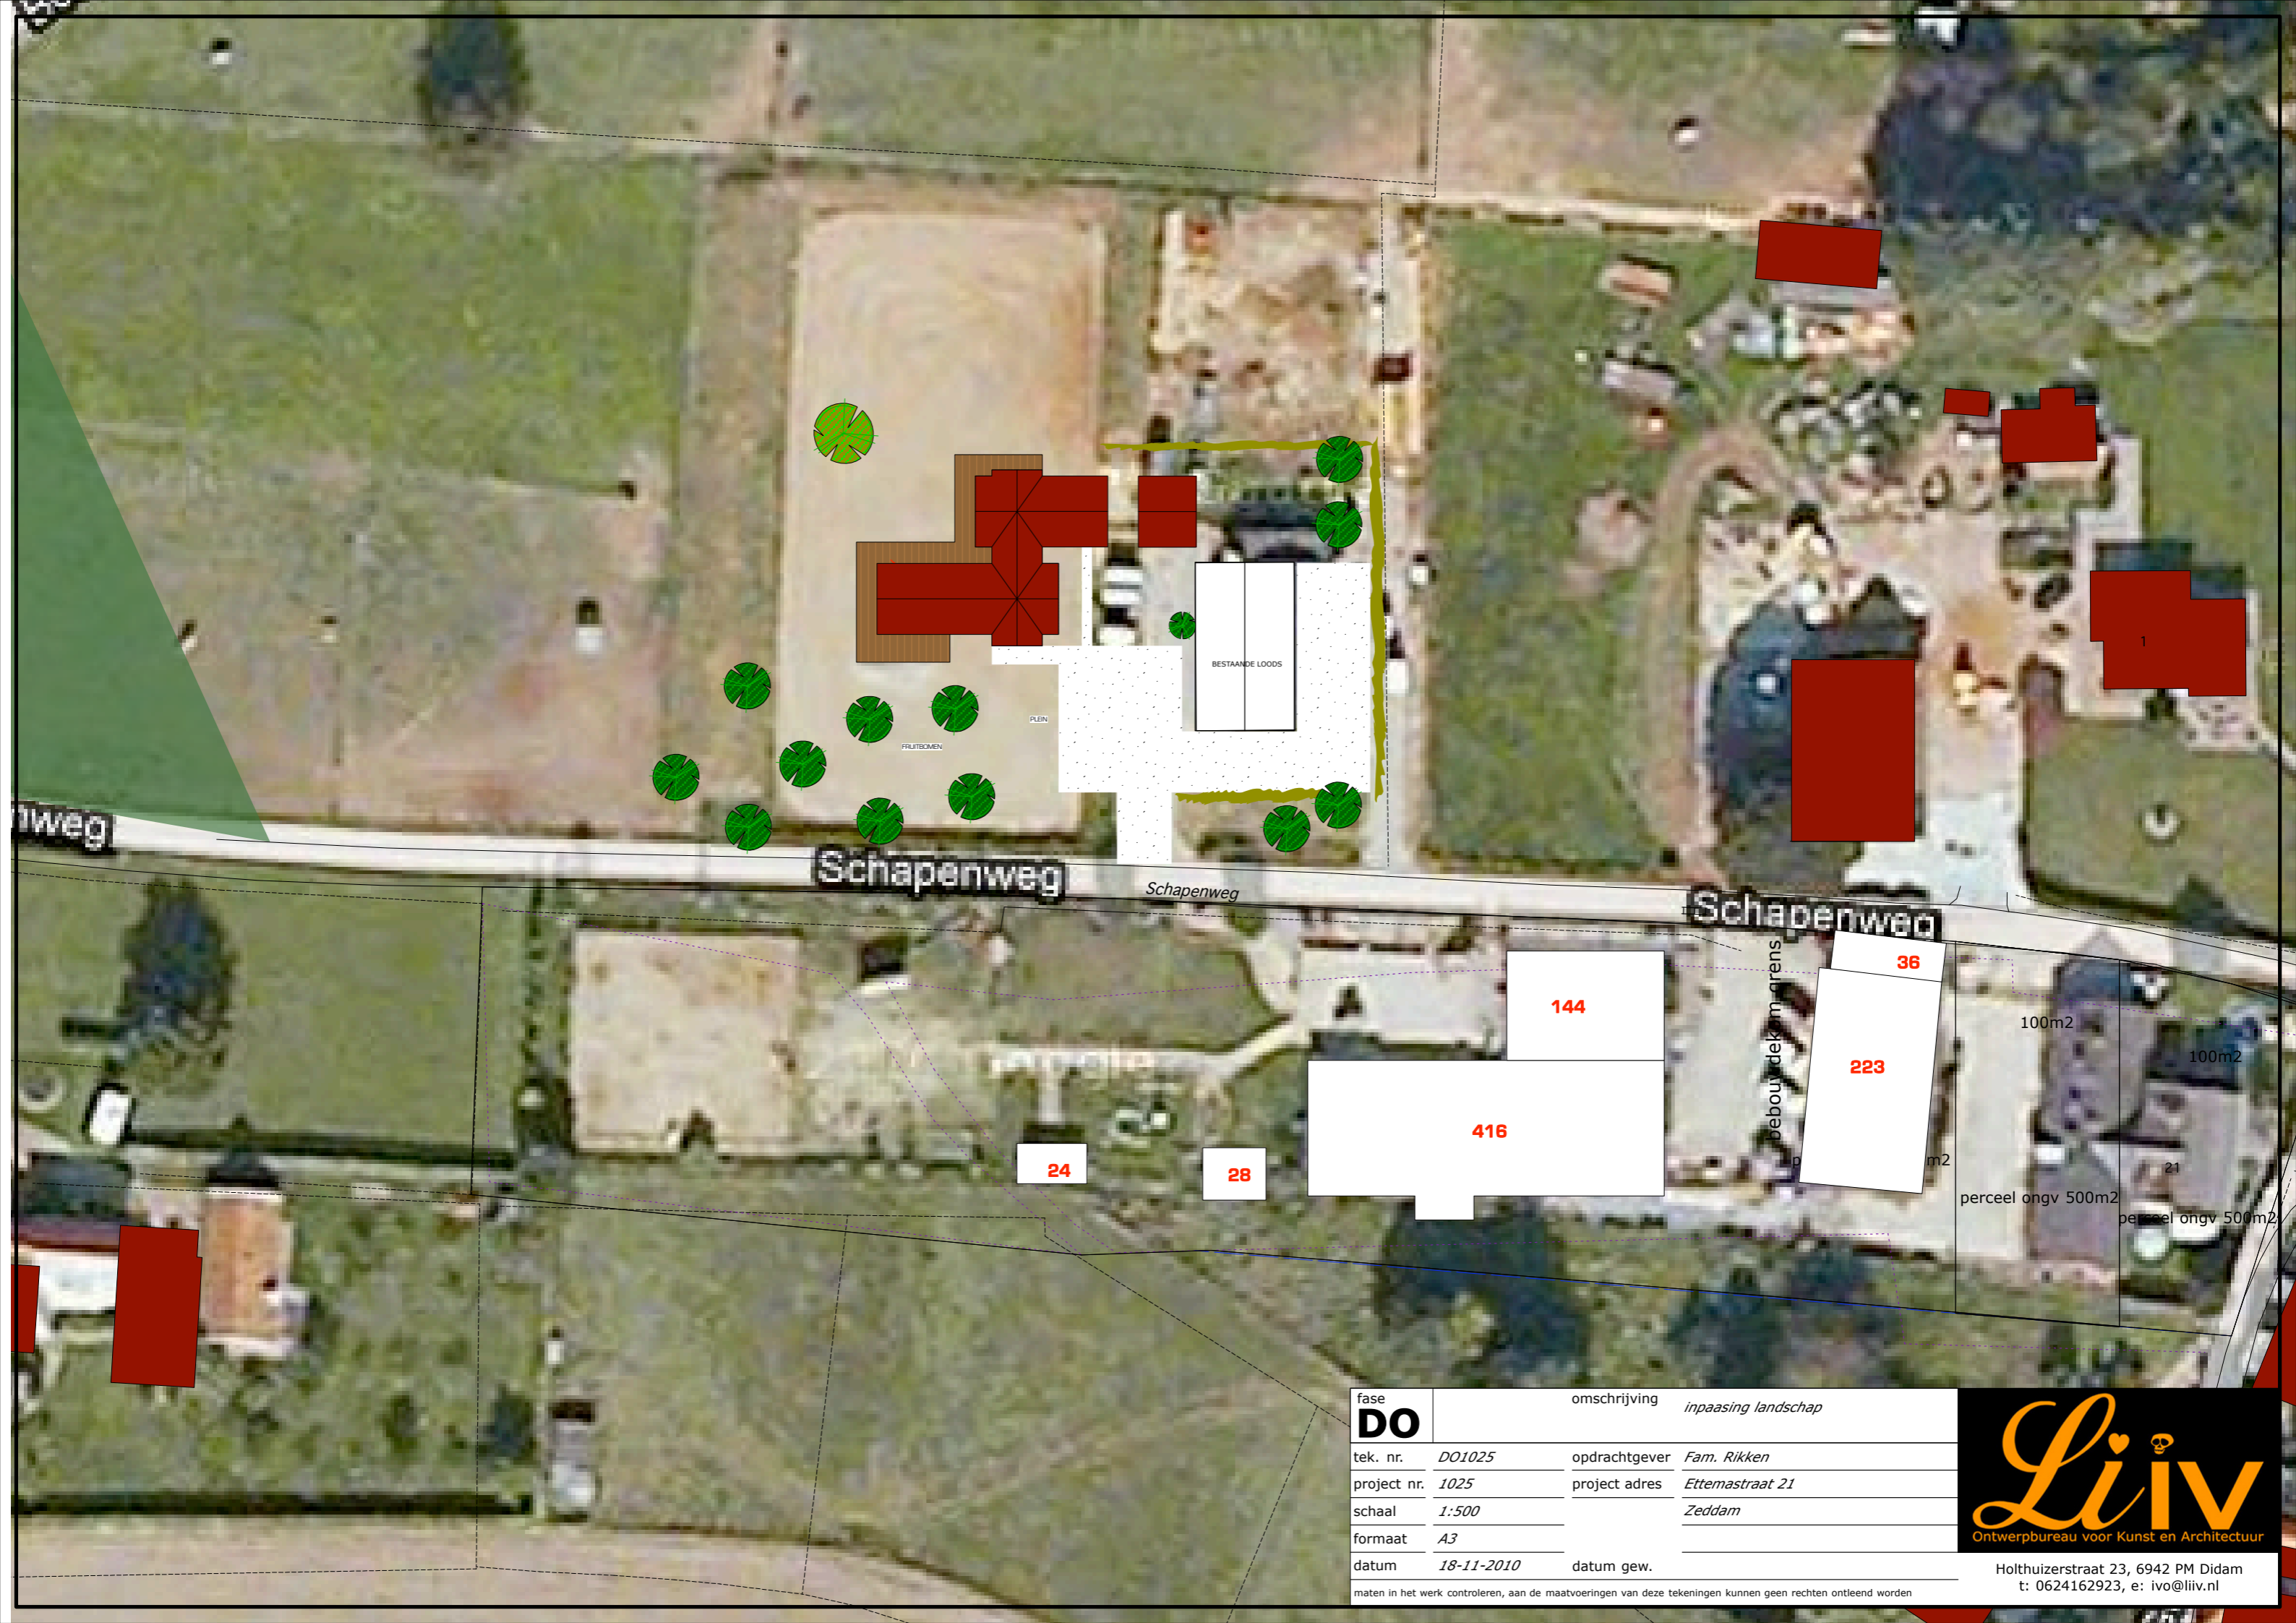 BESTAANDE LOODS
PLEIN
FRUITBOMEN
nweg
Schapenweg
Schapenweg
Schapenweg
1
bebouwdekom grens
36
144
223
416
24
28
100m2
100m2
21
m2
perceel ongv 500m2
perceel ongv 500m2
fase
DO
omschrijving inpaasing landschap
tek. nr. DO1025 opdrachtgever Fam. Rikken
project nr. 1025 project adres Ettemastraat 21
schaal 1:500 Zeddam
formaat A3
datum 18-11-2010 datum gew.
maten in het werk controleren, aan de maatvoeringen van deze tekeningen kunnen geen rechten ontleend worden
Liiv
Ontwerpbureau voor Kunst en Architectuur
Holthuizerstraat 23, 6942 PM Didam
t: 0624162923, e: ivo@liiv.nl